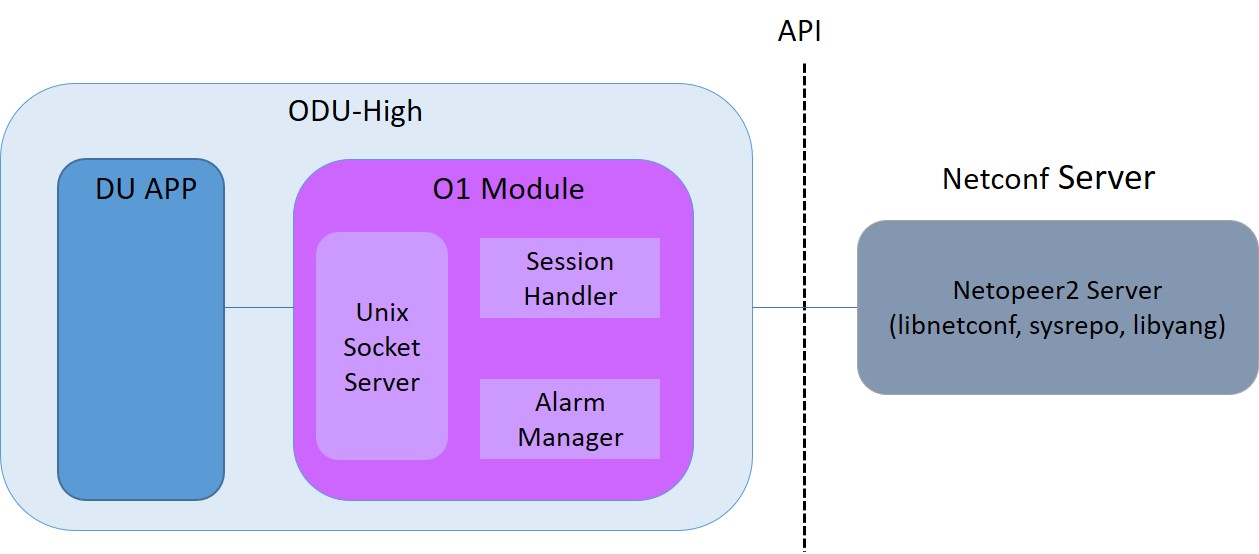 API
ODU-High
DU APP
O1 Module
Unix
Socket
Server
Session
Handler
Alarm
Manager
Netconf Server
Netopeer2 Server
(libnetconf, sysrepo, libyang)